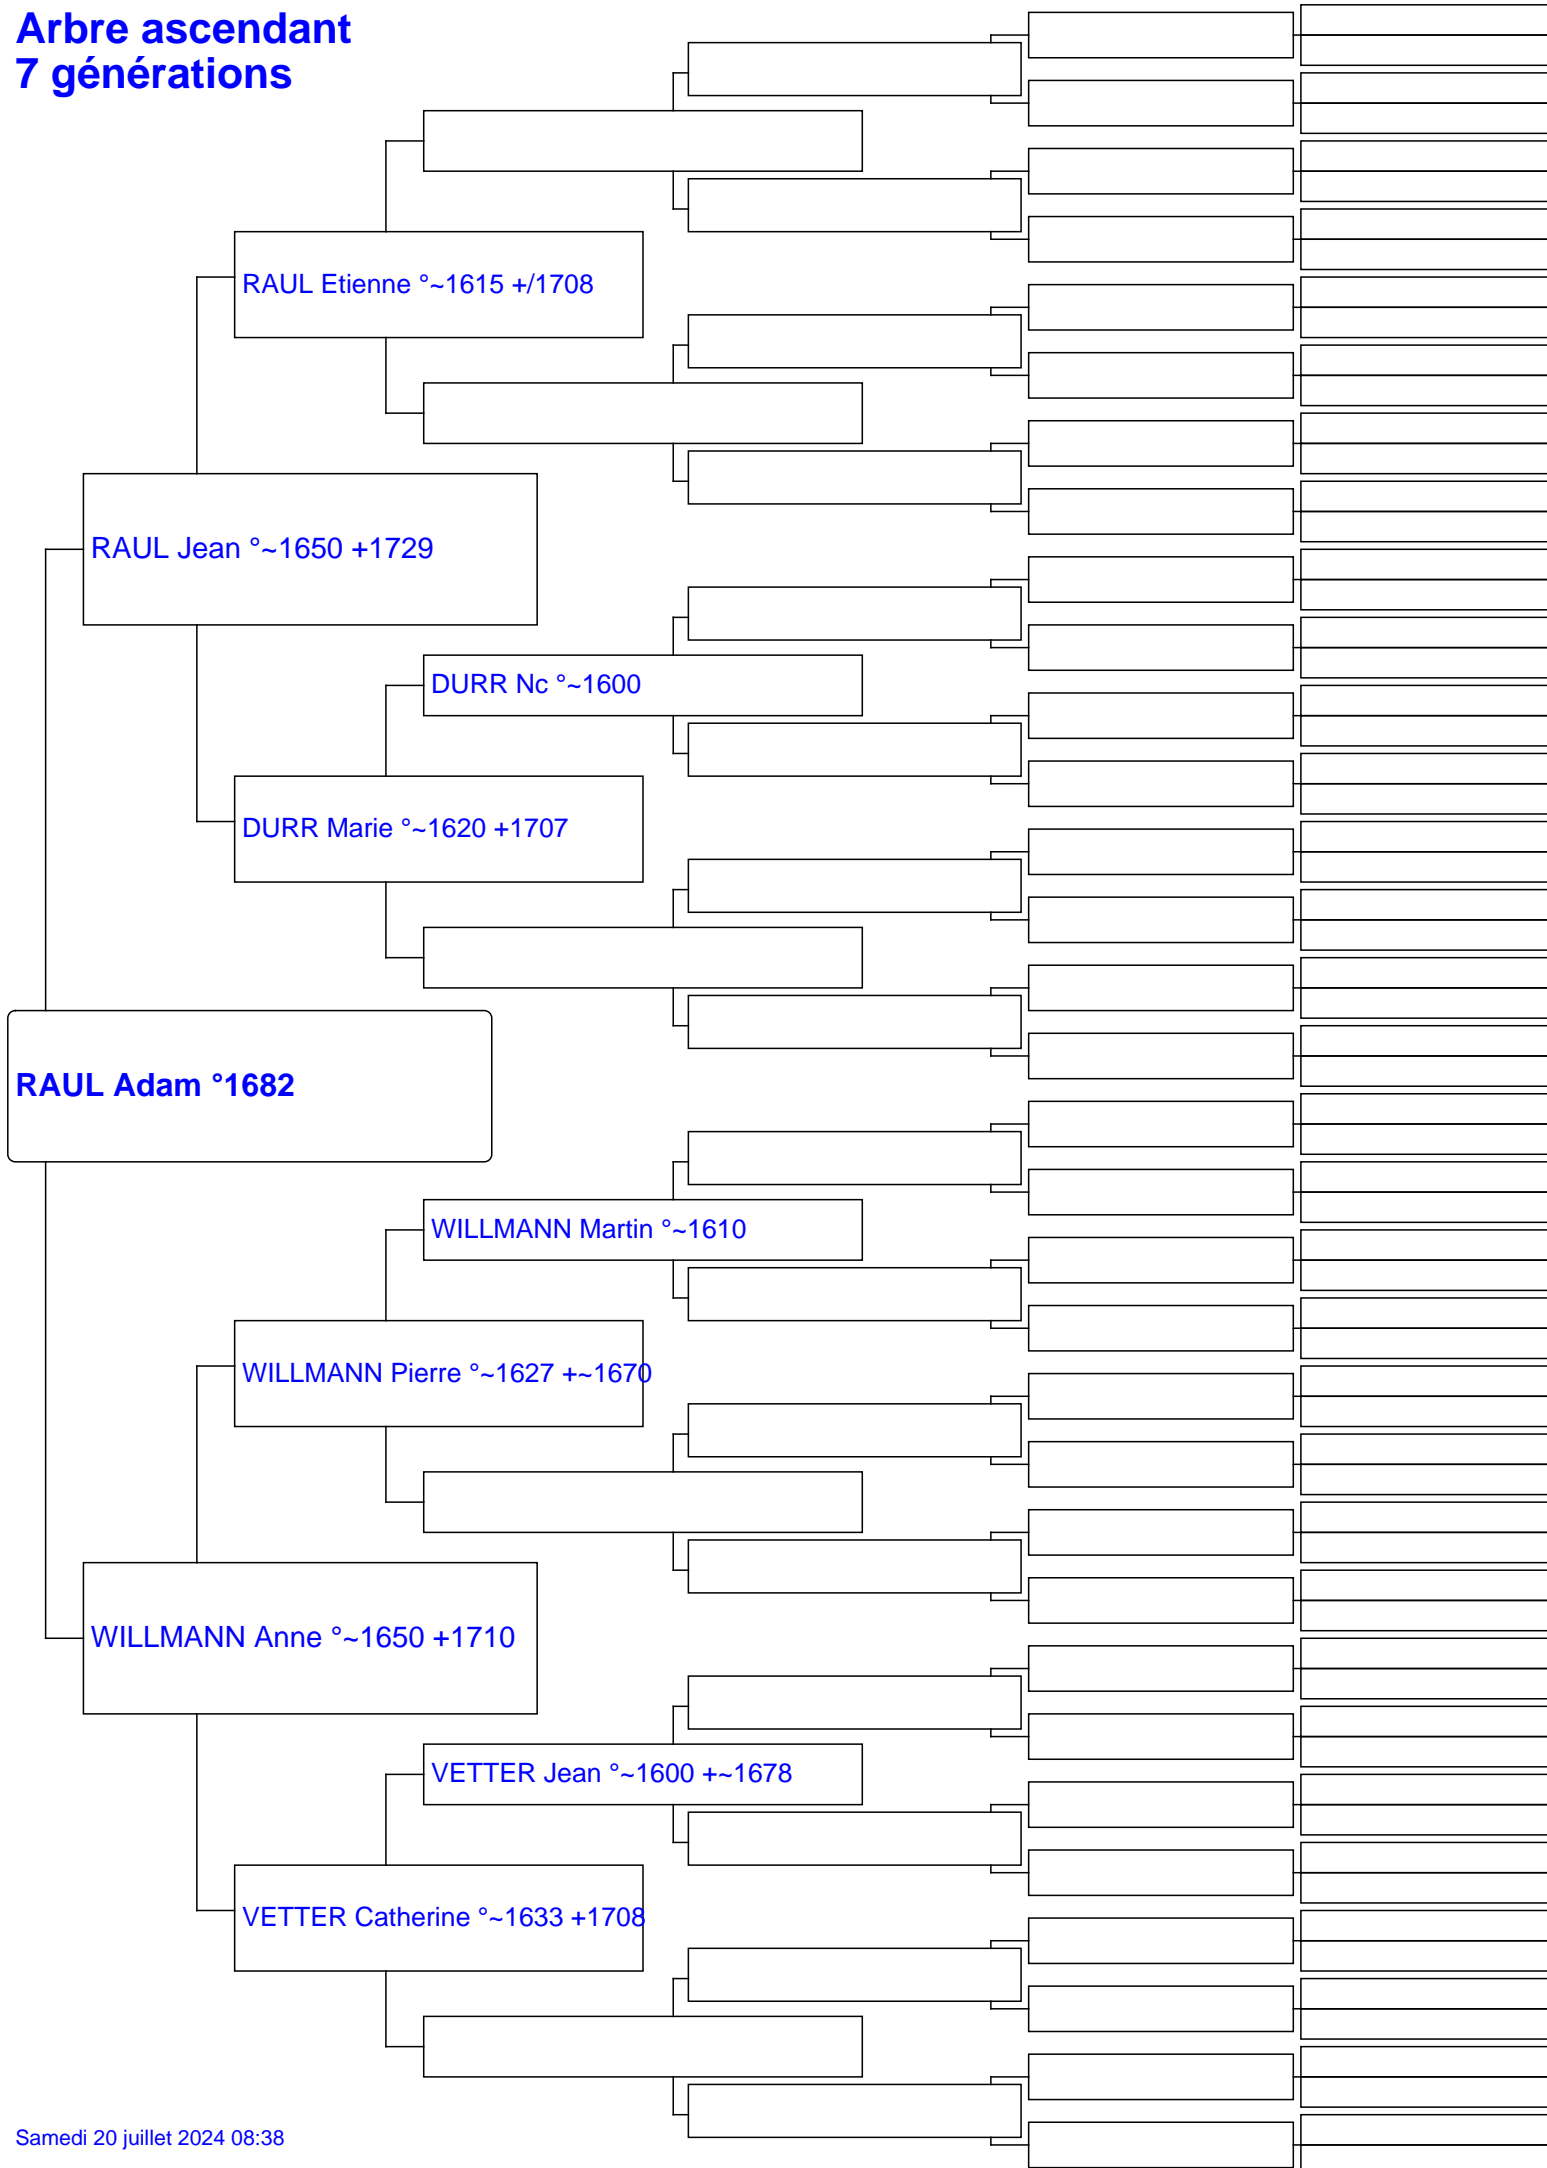 Arbre ascendant
7 générations
RAUL Etienne °~1615 +/1708
RAUL Jean °~1650 +1729
DURR Nc °~1600
DURR Marie °~1620 +1707
RAUL Adam °1682
WILLMANN Martin °~1610
WILLMANN Pierre °~1627 +~1670
WILLMANN Anne °~1650 +1710
VETTER Jean °~1600 +~1678
VETTER Catherine °~1633 +1708
Samedi 20 juillet 2024 08:38